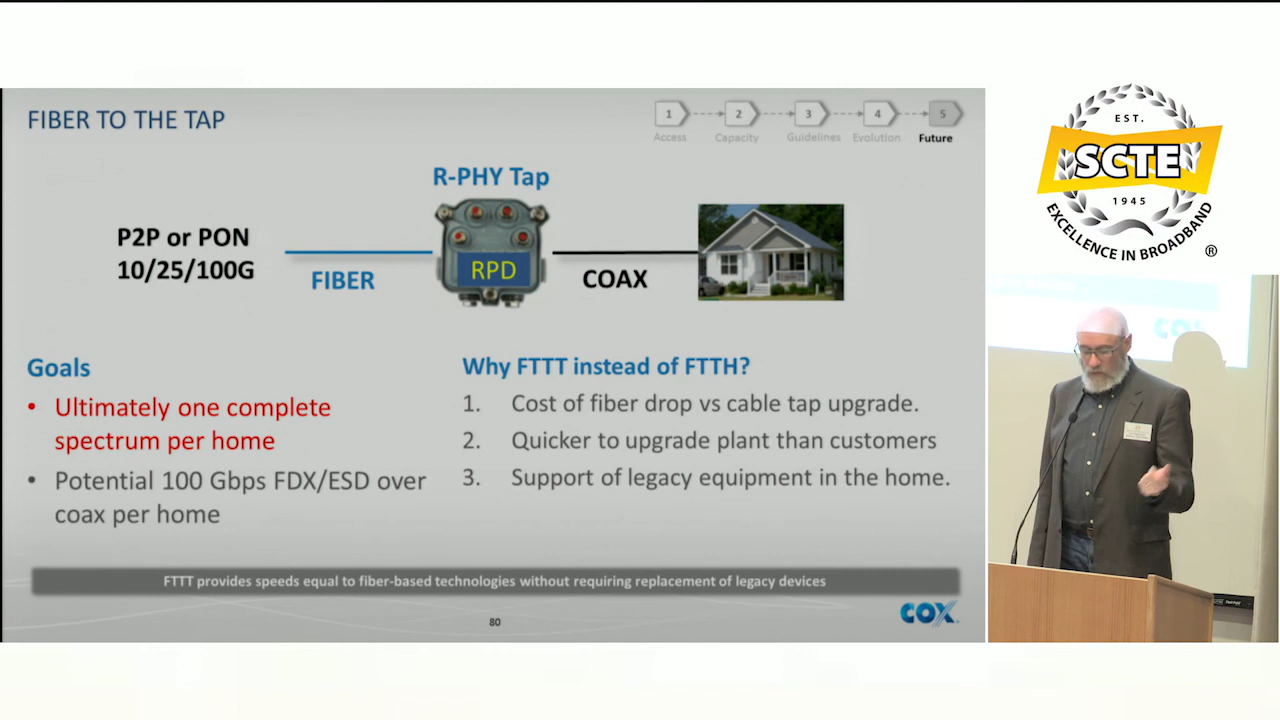 FIBER TO THE TAP
1 2 3 4 5
Access Capacity Guidelines Evolution Future
R-PHY Tap
P2P or PON
10/25/100G
FIBER
RPD
COAX
Goals
• Ultimately one complete
spectrum per home
• Potential 100 Gbps FDX/ESD over
coax per home
Why FTTT instead of FTTH?
1. Cost of fiber drop vs cable tap upgrade.
2. Quicker to upgrade plant than customers
3. Support of legacy equipment in the home.
FTTT provides speeds equal to fiber-based technologies without requiring replacement of legacy devices
80
COX
EST.
SCTE
1945
EXCELLENCE IN BROADBAND
®
COX